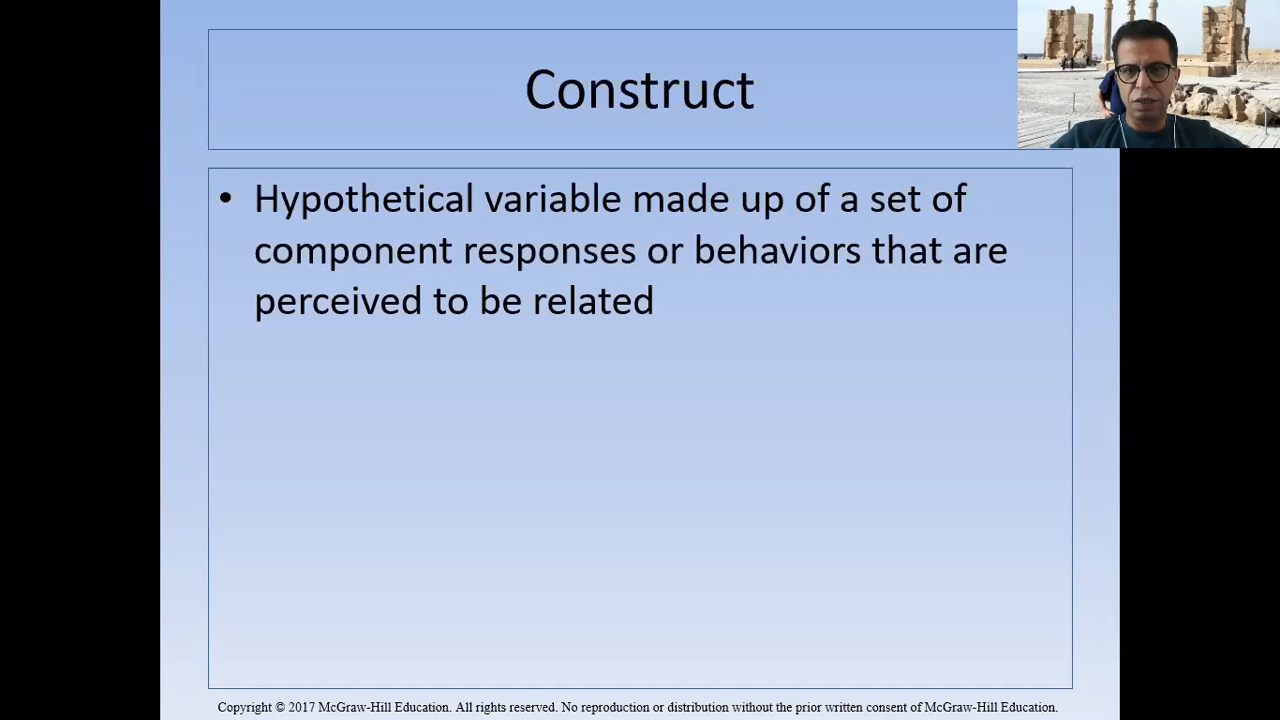 Construct
• Hypothetical variable made up of a set of
component responses or behaviors that are
perceived to be related
Copyright © 2017 McGraw-Hill Education. All rights reserved. No reproduction or distribution without the prior written consent of McGraw-Hill Education.